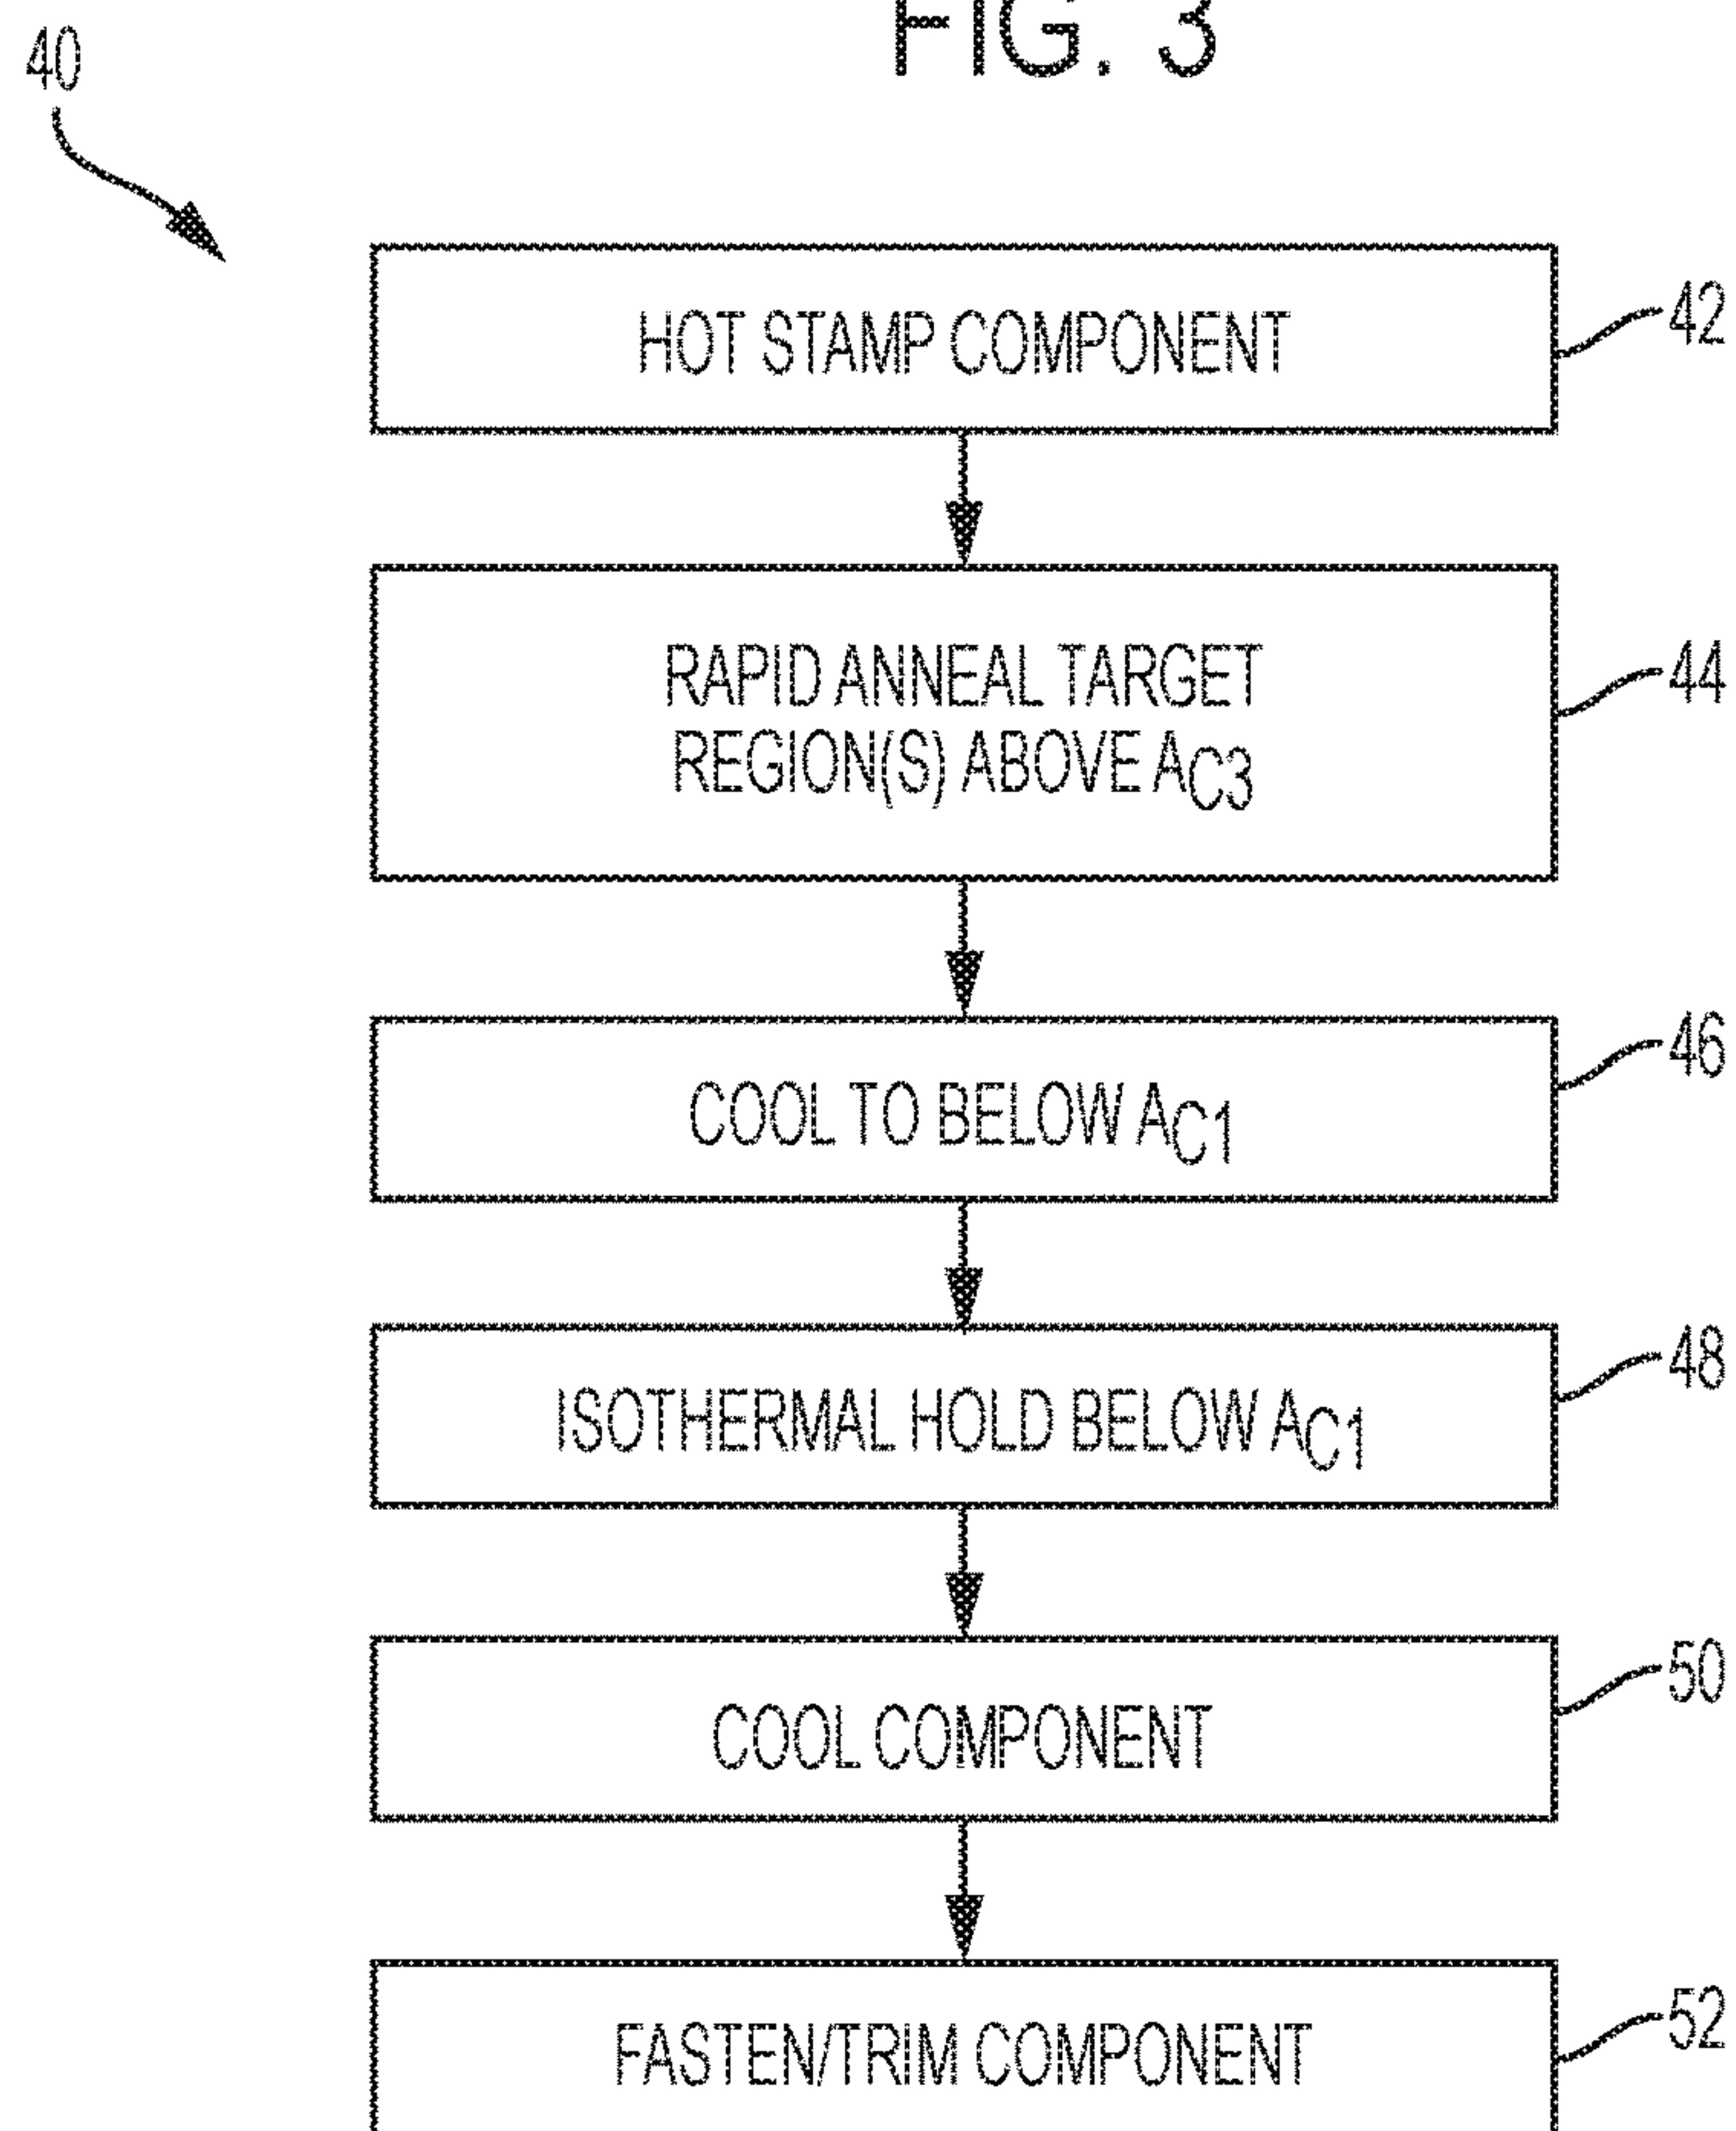 FIG. 3
40
HOT STAMP COMPONENT
42
RAPID ANNEAL TARGET
REGION(S) ABOVE AC3
44
COOL TO BELOW AC1
46
ISOTHERMAL HOLD BELOW AC1
48
COOL COMPONENT
50
FASTEN/TRIM COMPONENT
52